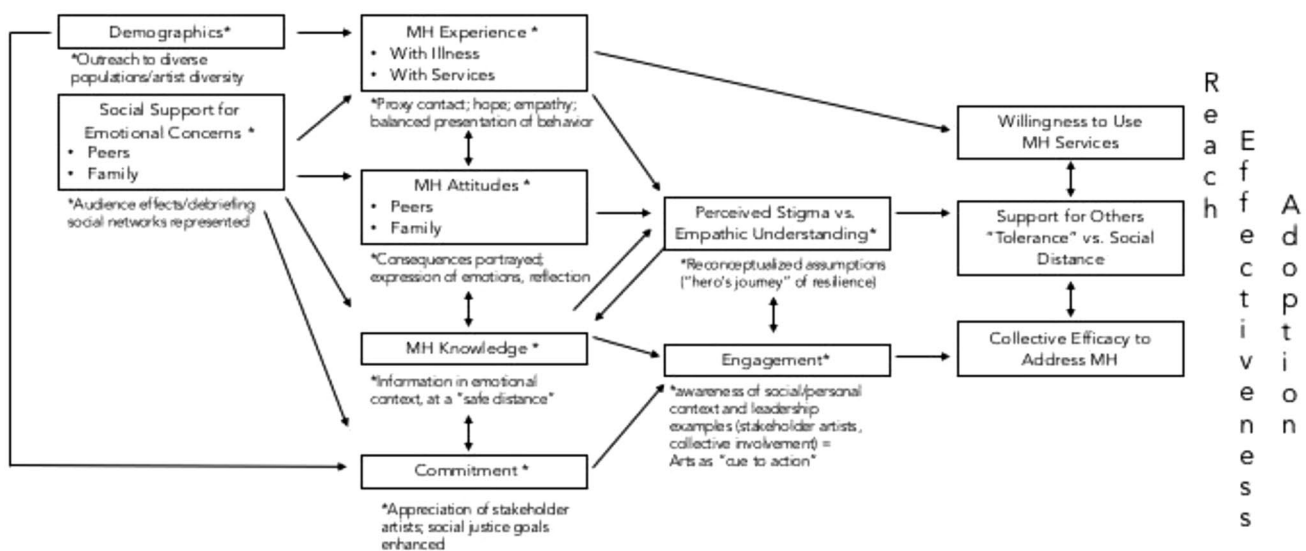 Demographics*
*Outreach to diverse
populations/artist diversity
Social Support for
Emotional Concerns *
• Peers
• Family
*Audience effects/debriefing
social networks represented
MH Experience *
• With Illness
• With Services
*Proxy contact; hope; empathy;
balanced presentation of behavior
MH Attitudes *
• Peers
• Family
*Consequences portrayed;
expression of emotions, reflection
MH Knowledge *
*Information in emotional
context, at a "safe distance"
Commitment *
*Appreciation of stakeholder
artists; social justice goals
enhanced
Perceived Stigma vs.
Empathic Understanding*
*Reconceptualized assumptions
("hero's journey" of resilience)
Engagement*
*awareness of social/personal
context and leadership
examples (stakeholder artists,
collective involvement) =
Arts as "cue to action"
Willingness to Use
MH Services
Support for Others
"Tolerance" vs. Social
Distance
Collective Efficacy to
Address MH
Reach
Effectiveness
Adoption